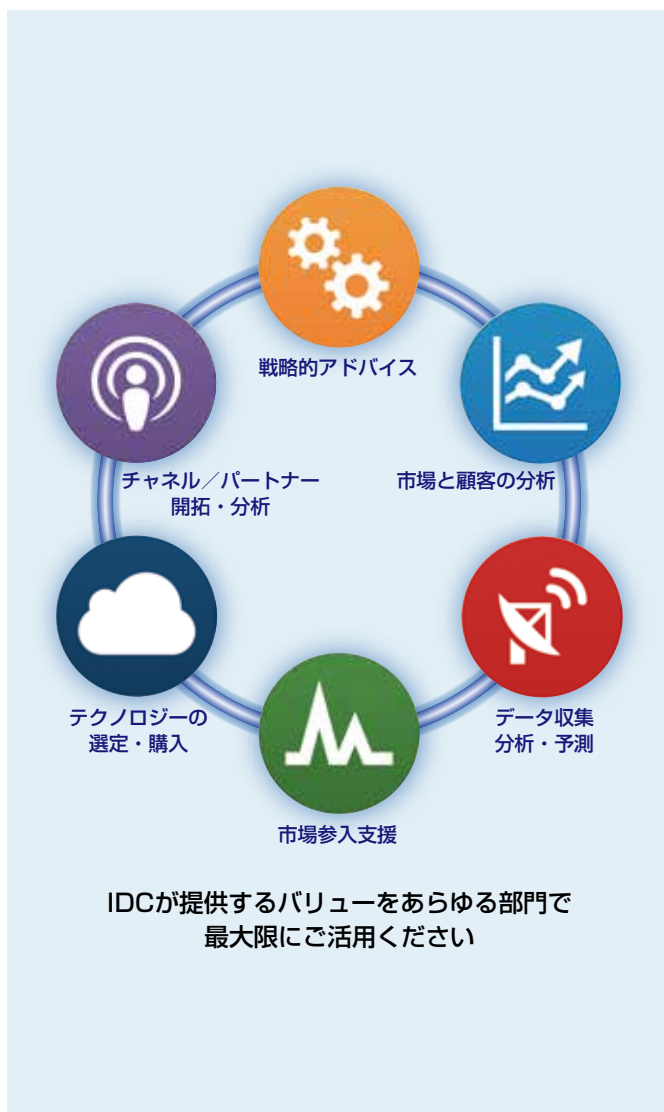 戦略的アドバイス
チャネル／パートナー
開拓・分析
市場と顧客の分析
テクノロジーの
選定・購入
データ収集
分析・予測
市場参入支援
IDCが提供するバリューをあらゆる部門で
最大限にご活用ください